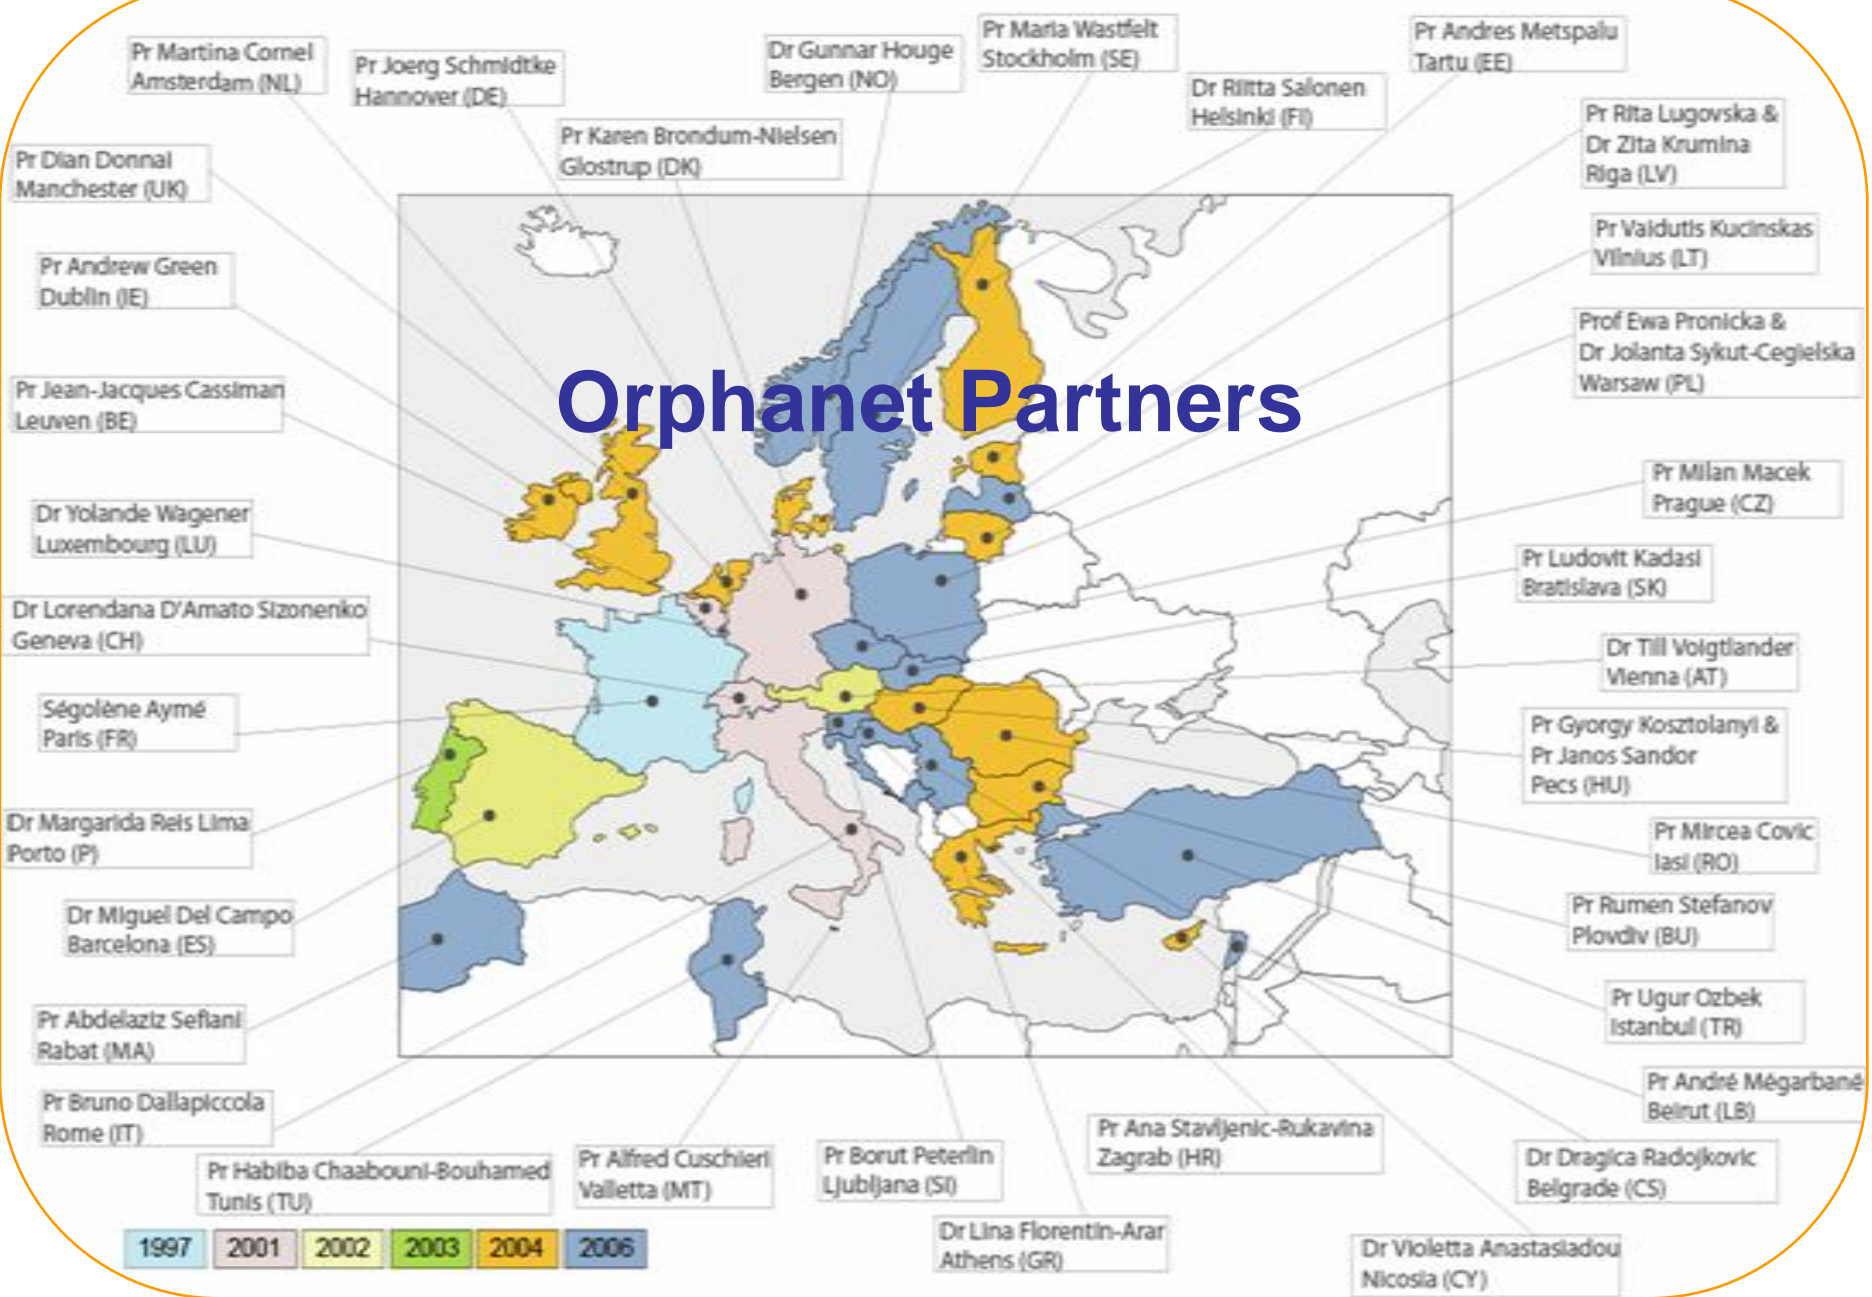 Pr Martina Cornel
Amsterdam (NL)
Pr Joerg Schmidtke
Hannover (DE)
Dr Gunnar Houge
Bergen (NO)
Pr Maria Wastfelt
Stockholm (SE)
Pr Andres Metspalu
Tartu (EE)
Dr Riitta Salonen
Helsinki (FI)
Pr Karen Brondum-Nielsen
Glostrup (DK)
Pr Rita Lugovska &
Dr Zita Krumina
Riga (LV)
Pr Dian Donnai
Manchester (UK)
Pr Vaidutis Kucinskas
Vilnius (LT)
Pr Andrew Green
Dublin (IE)
Prof Ewa Pronicka &
Dr Jolanta Sykut-Cegielska
Warsaw (PL)
Orphanet Partners
Pr Jean-Jacques Cassiman
Leuven (BE)
Pr Milan Macek
Prague (CZ)
Dr Yolande Wagener
Luxembourg (LU)
Pr Ludovit Kadasi
Bratislava (SK)
Dr Lorendana D'Amato Sizonenko
Geneva (CH)
Dr Till Voigtlander
Vienna (AT)
Ségolène Aymé
Paris (FR)
Pr Gyorgy Kosztolanyi &
Pr Janos Sandor
Pecs (HU)
Dr Margarida Reis Lima
Porto (P)
Pr Mircea Covic
Iasi (RO)
Dr Miguel Del Campo
Barcelona (ES)
Pr Rumen Stefanov
Plovdiv (BU)
Pr Abdelaziz Sefiani
Rabat (MA)
Pr Ugur Ozbek
Istanbul (TR)
Pr Bruno Dallapiccola
Rome (IT)
Pr André Mégarbané
Beirut (LB)
Pr Habiba Chaabouni-Bouhamed
Tunis (TU)
Pr Alfred Cuschieri
Valletta (MT)
Pr Borut Peterlin
Ljubljana (SI)
Pr Ana Stavljenic-Rukavina
Zagrab (HR)
Dr Dragica Radojkovic
Belgrade (CS)
Dr Lina Florentin-Arar
Athens (GR)
Dr Violetta Anastasiadou
Nicosia (CY)
1997 2001 2002 2003 2004 2006